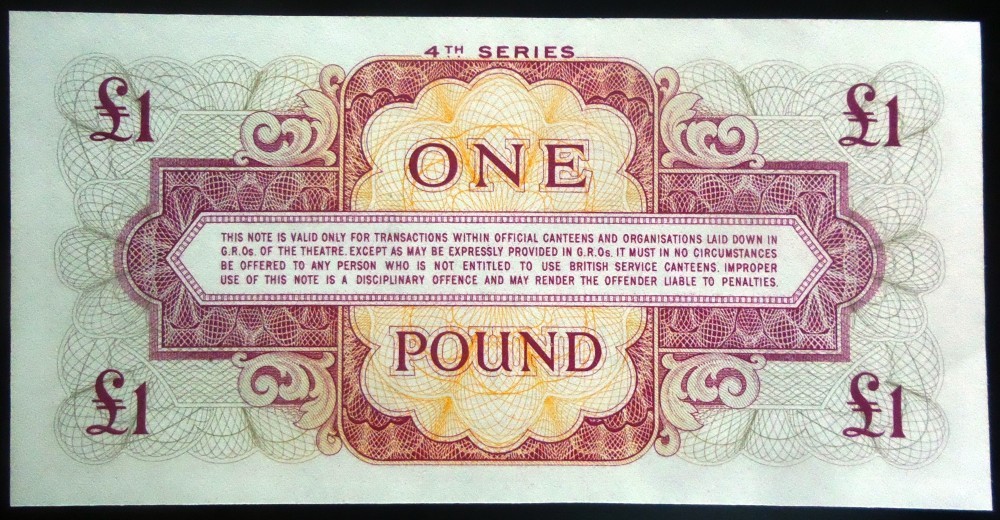 4TH SERIES
£1 £1
ONE
THIS NOTE IS VALID ONLY FOR TRANSACTIONS WITHIN OFFICIAL CANTEENS AND ORGANISATIONS LAID DOWN IN
G.R.Os. OF THE THEATRE. EXCEPT AS MAY BE EXPRESSLY PROVIDED IN G.R.Os. IT MUST IN NO CIRCUMSTANCES
BE OFFERED TO ANY PERSON WHO IS NOT ENTITLED TO USE BRITISH SERVICE CANTEENS. IMPROPER
USE OF THIS NOTE IS A DISCIPLINARY OFFENCE AND MAY RENDER THE OFFENDER LIABLE TO PENALTIES.
POUND
£1 £1